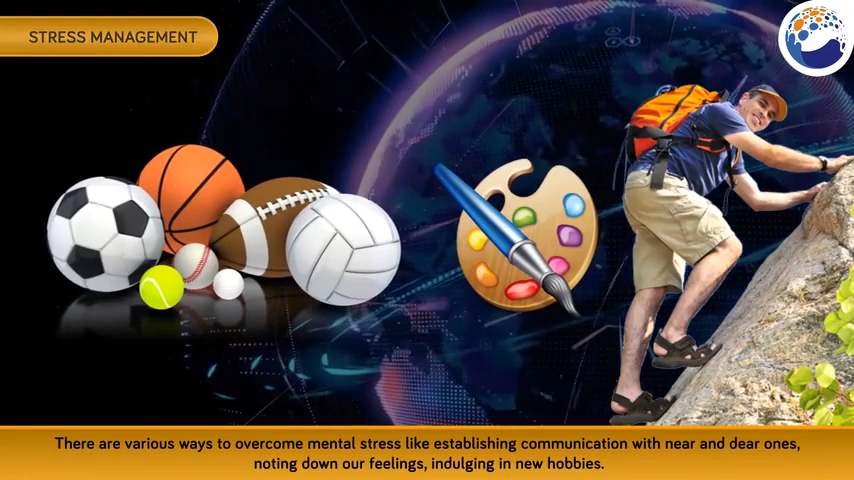 STRESS MANAGEMENT
There are various ways to overcome mental stress like establishing communication with near and dear ones,
noting down our feelings, indulging in new hobbies.